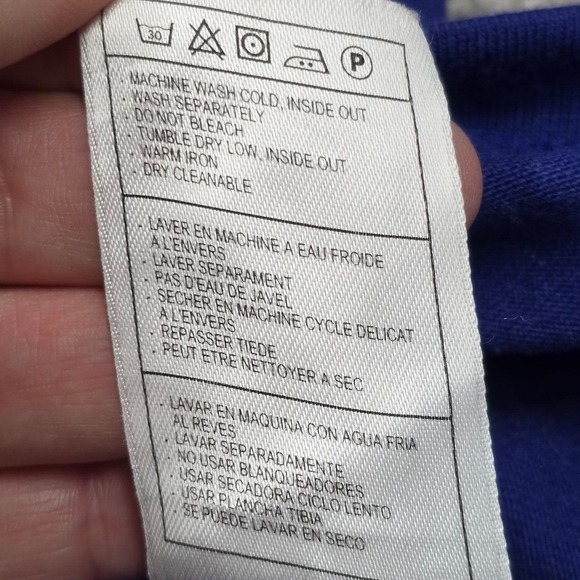 30 P
. MACHINE WASH COLD, INSIDE OUT
. WASH SEPARATELY
. DO NOT BLEACH
. TUMBLE DRY LOW, INSIDE OUT
. WARM IRON
. DRY CLEANABLE
. LAVER EN MACHINE A EAU FROIDE
A L'ENVERS
. LAVER SEPARAMENT
. PAS D'EAU DE JAVEL
. SECHER EN MACHINE CYCLE DELICAT
A L'ENVERS
. REPASSER TIEDE
. PEUT ETRE NETTOYER A SEC
. LAVAR EN MAQUINA CON AGUA FRIA
AL REVES
. LAVAR SEPARADAMENTE
. NO USAR BLANQUEADORES
. USAR SECADORA CICLO LENTO
. USAR PLANCHA TIBIA
. SE PUEDE LAVAR EN SECO